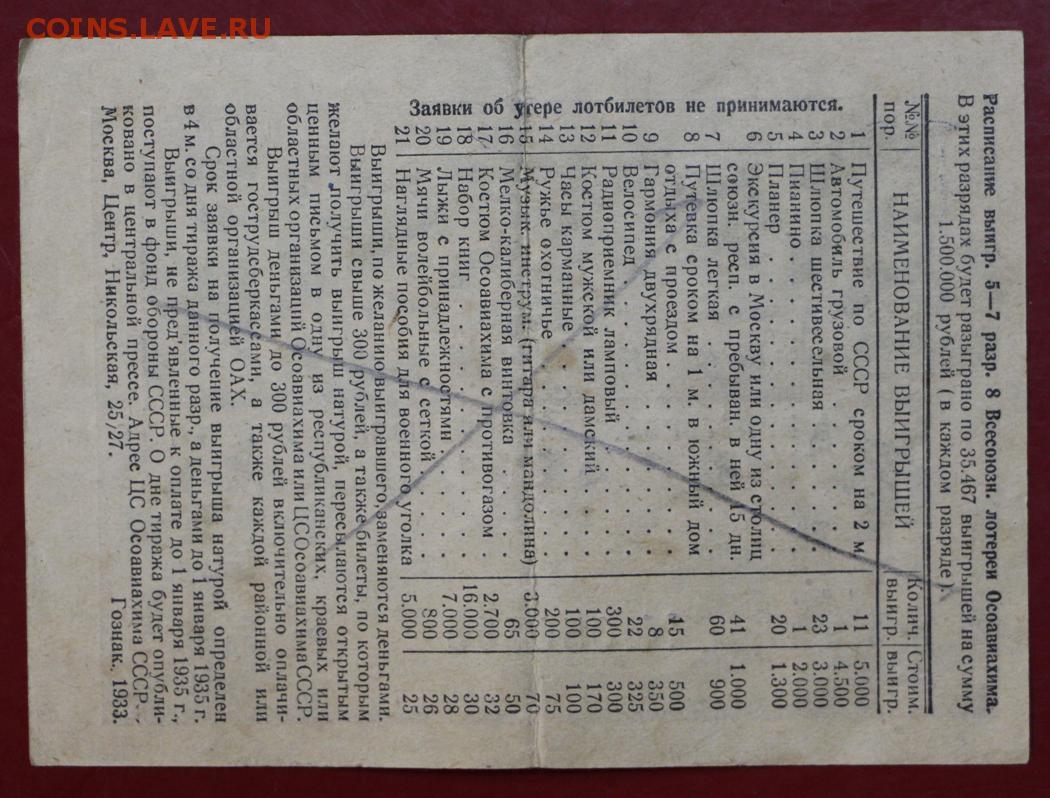 COINS.LAVE.RU
Расписание выигр. 5—7 разр. 8 Всесоюзн. лотереи Осоавиахима.
В этих разрядах будет разыграно по 35.467 выигрышей на сумму
1.500.000 рублей (в каждом разряде)
№№ пор. НАИМЕНОВАНИЕ ВЫИГРЫШЕЙ Колич. выигр. Стоим. выигр.
1 Путешествие по СССР сроком на 2 м. 11 5.000
2 Автомобиль грузовой . . . . 1 4.500
3 Шлюпка шестивесельная . . . . 23 3.000
4 Пианино . . . . . . . 1 2.000
5 Планер . . . . . . . 20 1.300
6 Экскурсия в Москву или одну из столиц
союзн. респ. с пребыван. в ней 15 дн. 41 1.000
7 Шлюпка легкая . . . . . 60 900
8 Путевка сроком на 1 м. в южный дом
отдыха с проездом . . . . 15 500
9 Гармония двухрядная . . . . 8 350
10 Велосипед . . . . . . 22 325
11 Радиоприемник ламповый . . . 300 300
12 Костюм мужской или дамский . . 100 170
13 Часы карманные . . . . . 100 100
14 Ружье охотничье . . . . . 200 75
15 Музык. инструм. (гитара или мандолина) 3.000 70
16 Мелко-калиберная винтовка . . . 65 50
17 Костюм Осоавиахима с противогазом . 2.700 32
18 Набор книг . . . . . . 16.000 30
19 Лыжи с принадлежностями . . . 7.000 28
20 Мячи волейбольные с сеткой . . . 800 26
21 Наглядные пособия для военного уголка 5.000 25
Заявки об утере лотбилетов не принимаются.
Выигрыши, по желанию выигравшего, заменяются деньгами.
Выигрыши свыше 300 рублей, а также билеты, по которым
желают получить выигрыш натурой, пересылаются открытым
ценным письмом в одну из республиканских, краевых или
областных организаций Осоавиахима или ЦС Осоавиахима СССР.
Выигрыш деньгами до 300 рублей включительно оплачи-
вается гострудсберкассами, а также каждой районной или
областной организацией ОАХ.
Срок заявки на получение выигрыша натурой определен
в 4 м. со дня тиража данного разр., а деньгами до 1 января 1935 г.
Выигрыши, не пред'явленные к оплате до 1 января 1935 г.,
поступают в фонд обороны СССР. О дне тиража будет опубли-
ковано в центральной прессе. Адрес ЦС Осоавиахима СССР—
Москва, Центр, Никольская, 25/27.
Гознак. 1933.